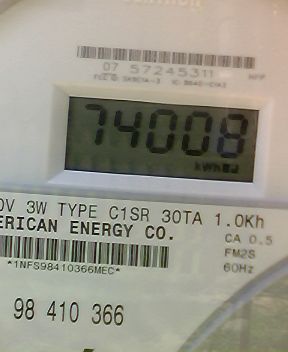 07 57245311
74008
kWh
0V 3W TYPE C1SR 30TA 1.0Kh
ERICAN ENERGY CO.
CA 0.5
FM2S
60Hz
*1NFS98410366MEC*
98 410 366